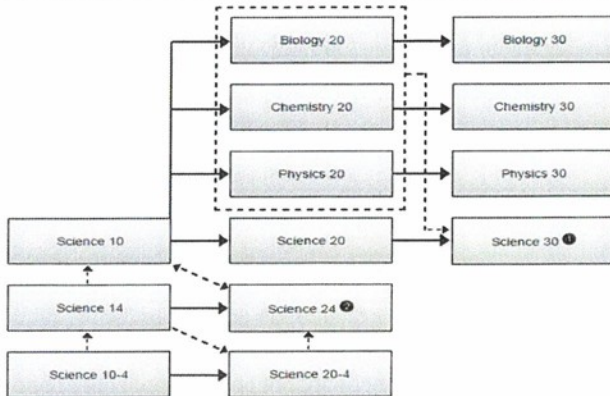 Biology 20
Biology 30
Chemistry 20
Chemistry 30
Physics 20
Physics 30
Science 10
Science 20
Science 30 ❶
Science 14
Science 24 ❷
Science 10-4
Science 20-4